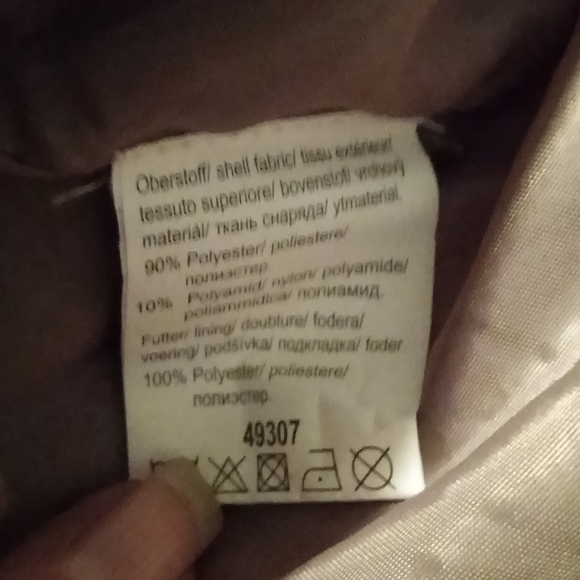 Oberstoff/ shell fabric/ tissu extérieur/
tessuto superiore/ bovenstof/ vrchový
materiál/ ткань снаряда/ ytmaterial.
90% Polyester/ poliestere/
полиэстер.
10% Polyamid/ nylon/ polyamide/
poliammidica/ полиамид.
Futter/ lining/ doublure/ fodera/
voering/ podšívka/ подкладка/ foder
100% Polyester/ poliestere/
полиэстер.
49307